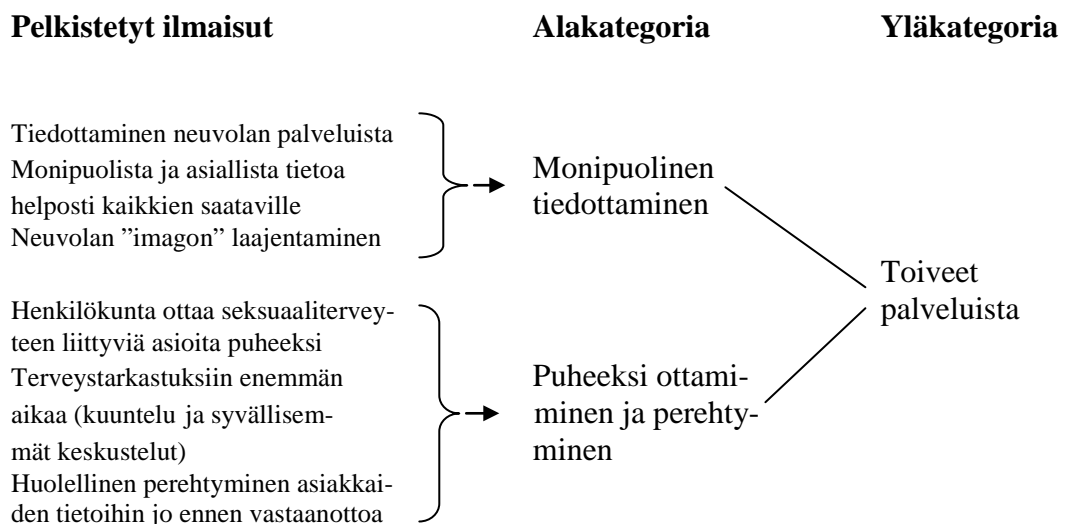 Pelkistetyt ilmaisut
Alakategoria
Yläkategoria
Tiedottaminen neuvolan palveluista
Monipuolista ja asiallista tietoa
helposti kaikkien saataville
Neuvolan ”imagon” laajentaminen
Monipuolinen
tiedottaminen
Henkilökunta ottaa seksuaalitervey-
teen liittyviä asioita puheeksi
Terveystarkastuksiin enemmän
aikaa (kuuntelu ja syvällisem-
mät keskustelut)
Huolellinen perehtyminen asiakkai-
den tietoihin jo ennen vastaanottoa
Puheeksi ottami-
minen ja perehty-
minen
Toiveet
palveluista